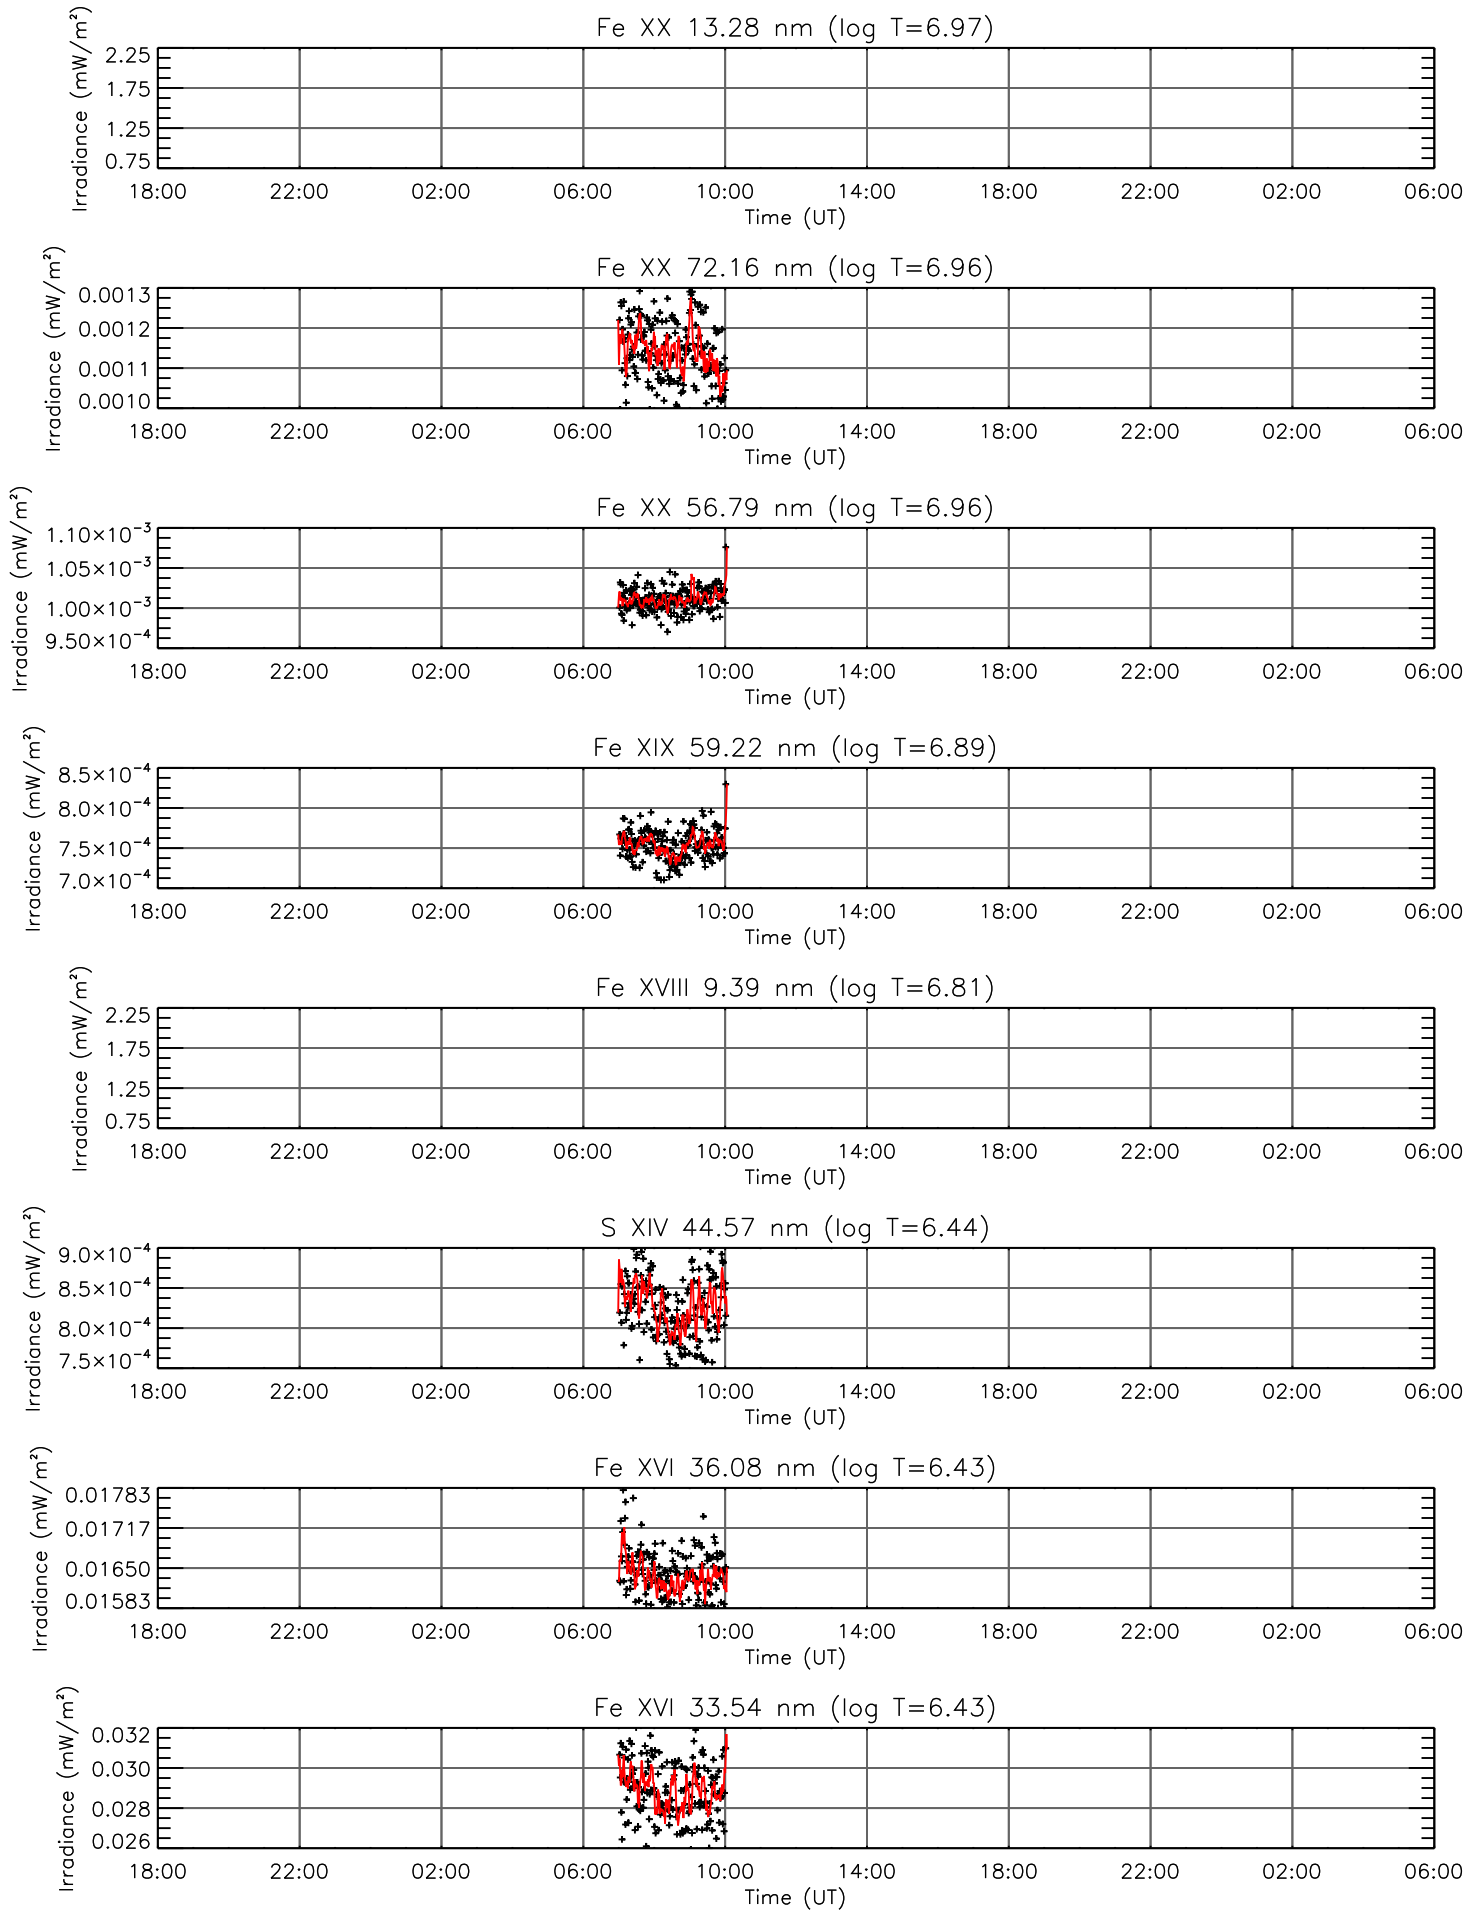 Fe XX 13.28 nm (log T=6.97)
Irradiance (mW/m²)
2.25
1.75
1.25
0.75
18:00 22:00 02:00 06:00 10:00 14:00 18:00 22:00 02:00 06:00
Time (UT)
Fe XX 72.16 nm (log T=6.96)
Irradiance (mW/m²)
0.0013
0.0012
0.0011
0.0010
18:00 22:00 02:00 06:00 10:00 14:00 18:00 22:00 02:00 06:00
Time (UT)
Fe XX 56.79 nm (log T=6.96)
Irradiance (mW/m²)
1.10×10⁻³
1.05×10⁻³
1.00×10⁻³
9.50×10⁻⁴
18:00 22:00 02:00 06:00 10:00 14:00 18:00 22:00 02:00 06:00
Time (UT)
Fe XIX 59.22 nm (log T=6.89)
Irradiance (mW/m²)
8.5×10⁻⁴
8.0×10⁻⁴
7.5×10⁻⁴
7.0×10⁻⁴
18:00 22:00 02:00 06:00 10:00 14:00 18:00 22:00 02:00 06:00
Time (UT)
Fe XVIII 9.39 nm (log T=6.81)
Irradiance (mW/m²)
2.25
1.75
1.25
0.75
18:00 22:00 02:00 06:00 10:00 14:00 18:00 22:00 02:00 06:00
Time (UT)
S XIV 44.57 nm (log T=6.44)
Irradiance (mW/m²)
9.0×10⁻⁴
8.5×10⁻⁴
8.0×10⁻⁴
7.5×10⁻⁴
18:00 22:00 02:00 06:00 10:00 14:00 18:00 22:00 02:00 06:00
Time (UT)
Fe XVI 36.08 nm (log T=6.43)
Irradiance (mW/m²)
0.01783
0.01717
0.01650
0.01583
18:00 22:00 02:00 06:00 10:00 14:00 18:00 22:00 02:00 06:00
Time (UT)
Fe XVI 33.54 nm (log T=6.43)
Irradiance (mW/m²)
0.032
0.030
0.028
0.026
18:00 22:00 02:00 06:00 10:00 14:00 18:00 22:00 02:00 06:00
Time (UT)